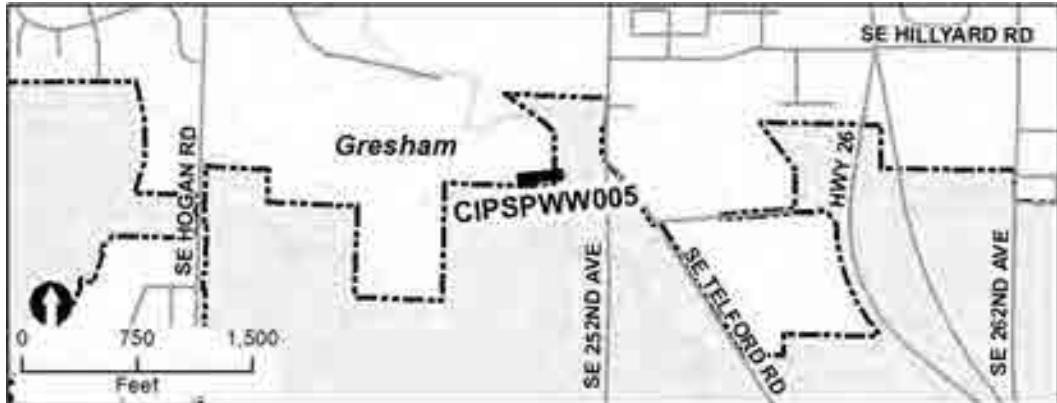 SE HILLYARD RD
Gresham
SE HOGAN RD
HWY 26
CIPSPWW005
SE 252ND AVE
SE TELFORD RD
SE 262ND AVE
0 750 1,500
Feet